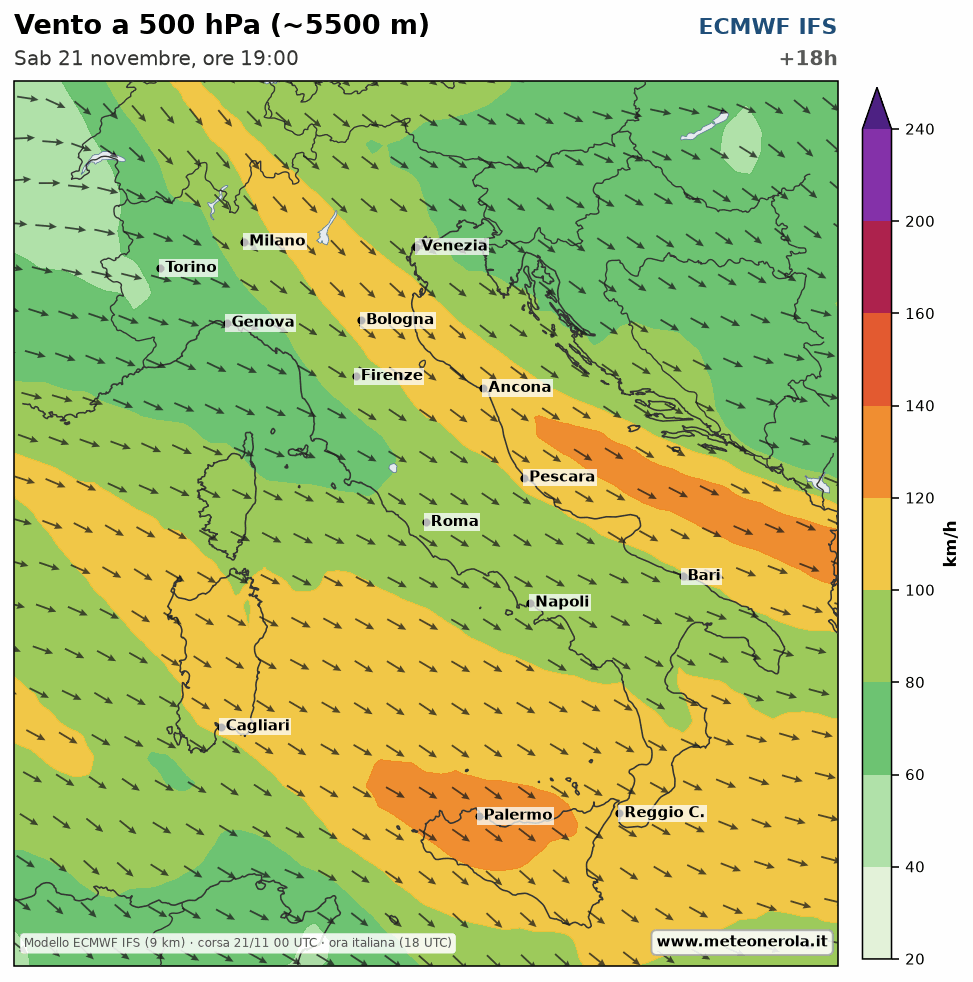 Vento a 500 hPa (~5500 m)
ECMWF IFS
Sab 21 novembre, ore 19:00
+18h
240
200
160
140
120
100
80
60
40
20
km/h
Milano
Venezia
Torino
Genova
Bologna
Firenze
Ancona
Pescara
Roma
Bari
Napoli
Cagliari
Palermo
Reggio C.
Modello ECMWF IFS (9 km) · corsa 21/11 00 UTC · ora italiana (18 UTC)
www.meteonerola.it